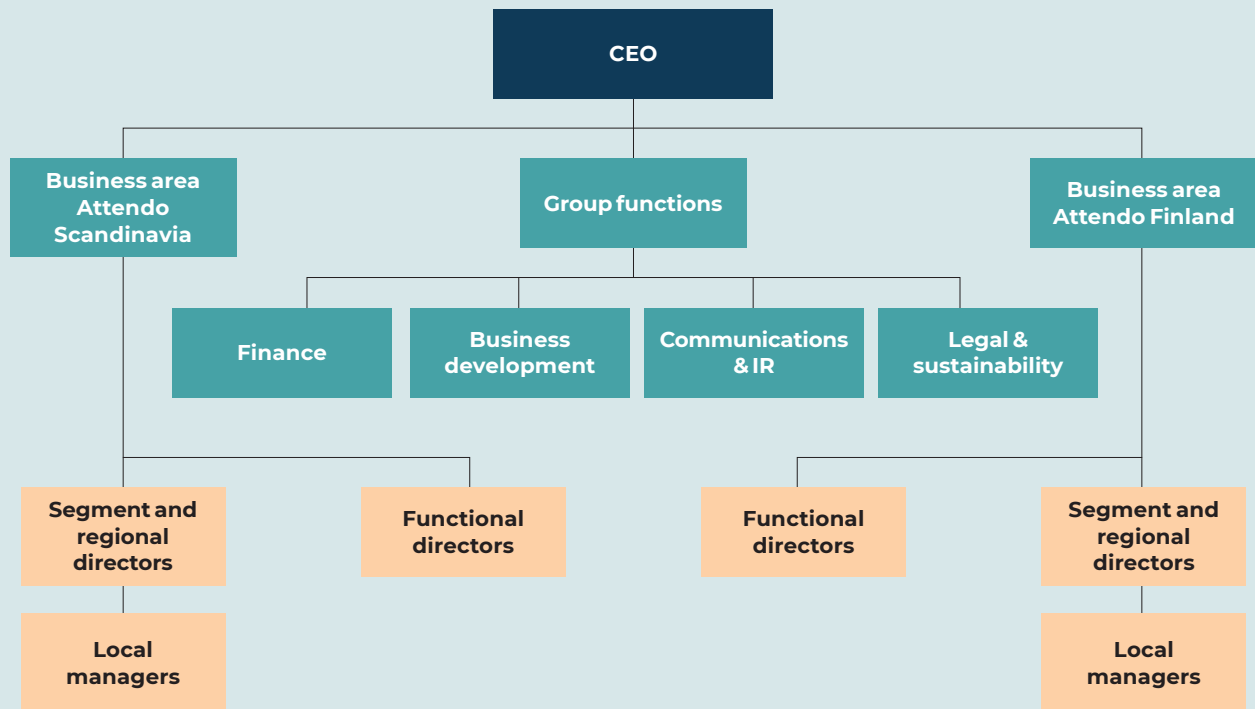 CEO
Business area
Attendo
Scandinavia
Group functions
Business area
Attendo Finland
Finance
Business
development
Communications
& IR
Legal &
sustainability
Segment and
regional
directors
Functional
directors
Functional
directors
Segment and
regional
directors
Local
managers
Local
managers